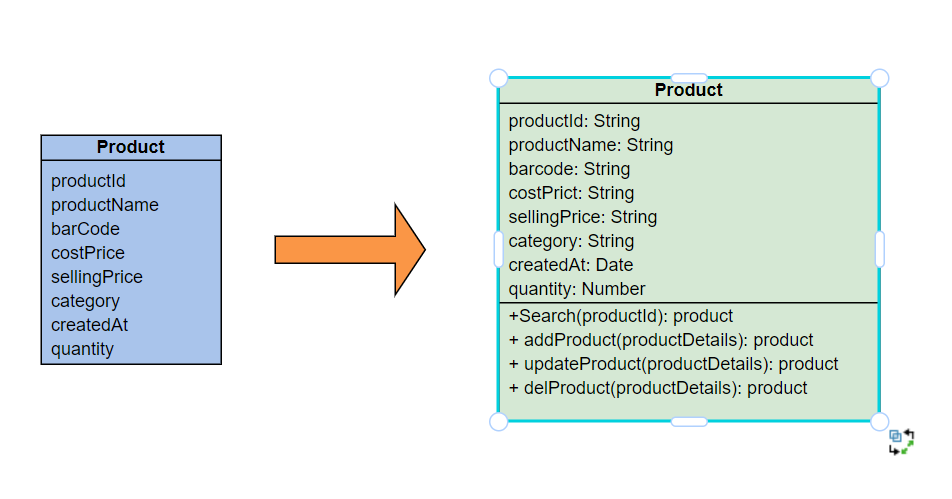 Product
productId
productName
barCode
costPrice
sellingPrice
category
createdAt
quantity
Product
productId: String
productName: String
barcode: String
costPrict: String
sellingPrice: String
category: String
createdAt: Date
quantity: Number
+Search(productId): product
+ addProduct(productDetails): product
+ updateProduct(productDetails): product
+ delProduct(productDetails): product